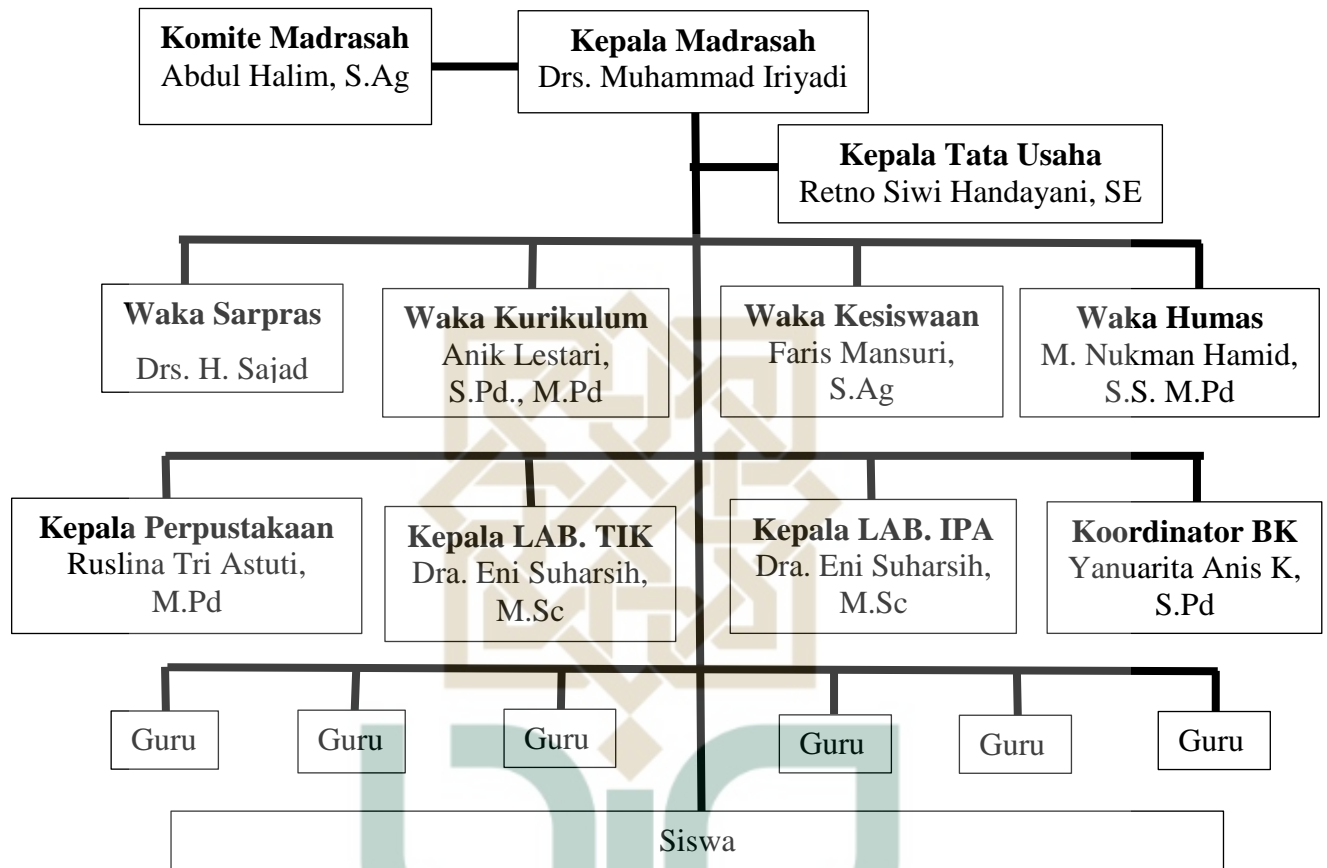 Komite Madrasah
Abdul Halim, S.Ag
Kepala Madrasah
Drs. Muhammad Iriyadi
Kepala Tata Usaha
Retno Siwi Handayani, SE
Waka Sarpras
Drs. H. Sajad
Waka Kurikulum
Anik Lestari,
S.Pd., M.Pd
Waka Kesiswaan
Faris Mansuri,
S.Ag
Waka Humas
M. Nukman Hamid,
S.S. M.Pd
Kepala Perpustakaan
Ruslina Tri Astuti,
M.Pd
Kepala LAB. TIK
Dra. Eni Suharsih,
M.Sc
Kepala LAB. IPA
Dra. Eni Suharsih,
M.Sc
Koordinator BK
Yanuarita Anis K,
S.Pd
Guru
Guru
Guru
Guru
Guru
Guru
Siswa